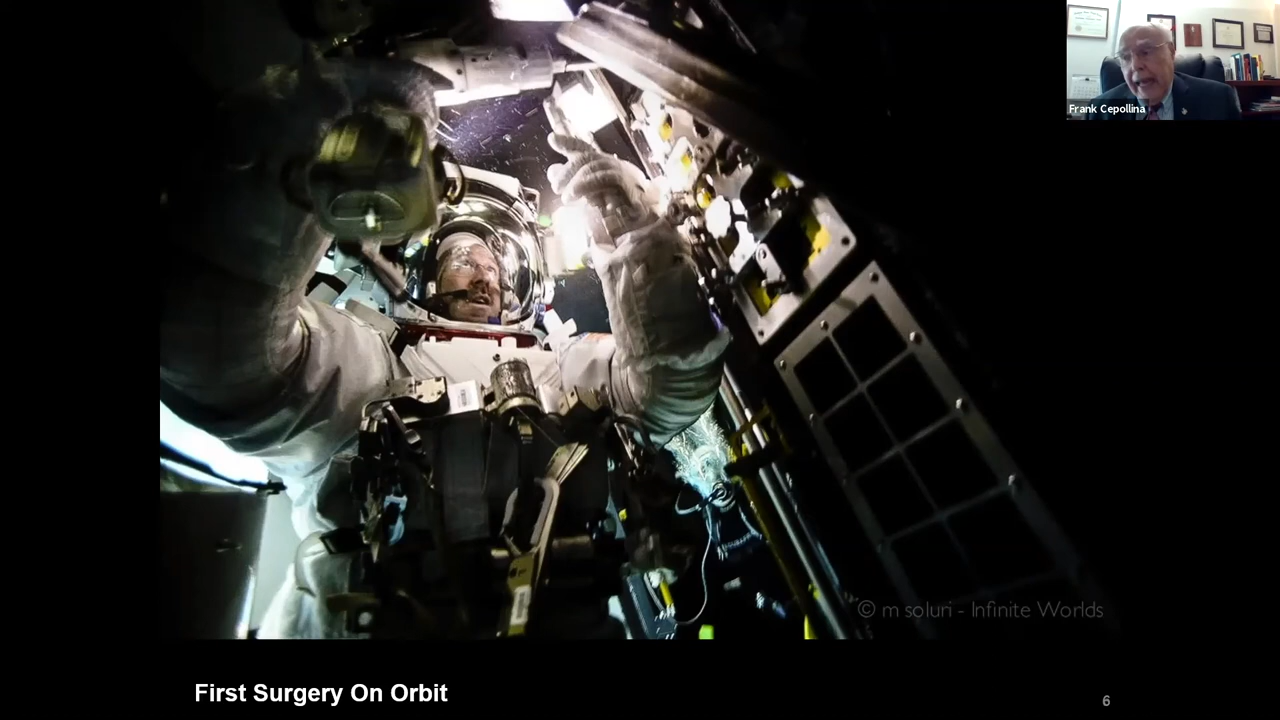 Frank Cepollina
© m soluri - Infinite Worlds
First Surgery On Orbit
6